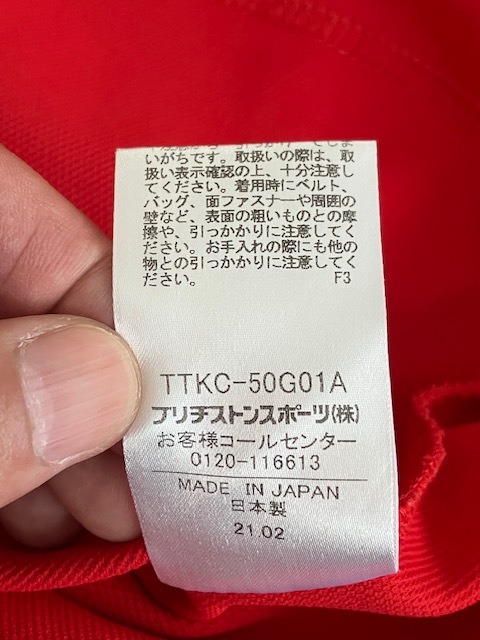 いがちです。取扱いの際は、取
扱い表示確認の上、十分注意し
てください。着用時にベルト、
バッグ、面ファスナーや周囲の
壁など、表面の粗いものとの摩
擦や、引っかかりに注意してく
ださい。お手入れの際にも他の
物との引っかかりに注意してく
ださい。 F3
TTKC-50G01A
ブリヂストンスポーツ(株)
お客様コールセンター
0120-116613
MADE IN JAPAN
日本製
21.02